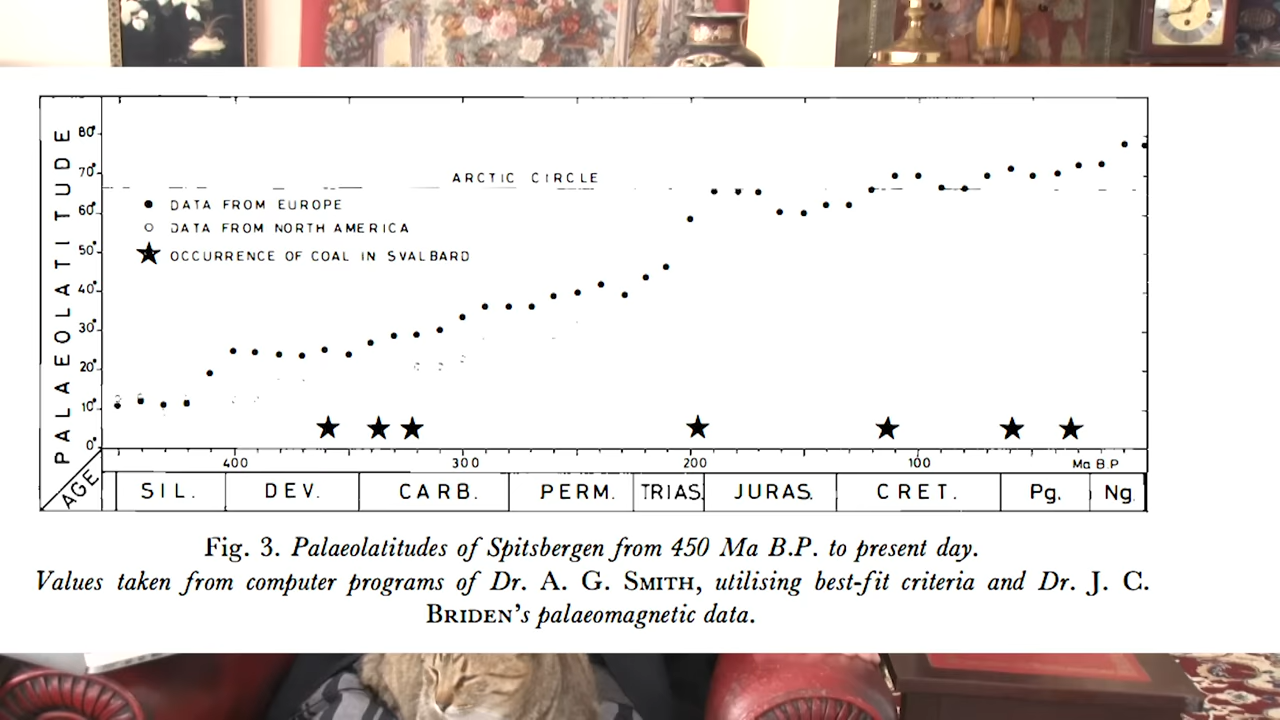 PALAEOLATITUDE
80°
70°
60°
50°
40°
30°
20°
10°
0°
ARCTIC CIRCLE
● DATA FROM EUROPE
○ DATA FROM NORTH AMERICA
★ OCCURRENCE OF COAL IN SVALBARD
400 300 200 100 Ma B.P.
AGE SIL. DEV. CARB. PERM. TRIAS. JURAS. CRET. Pg. Ng.
Fig. 3. Palaeolatitudes of Spitsbergen from 450 Ma B.P. to present day.
Values taken from computer programs of Dr. A. G. SMITH, utilising best-fit criteria and Dr. J. C.
BRIDEN's palaeomagnetic data.